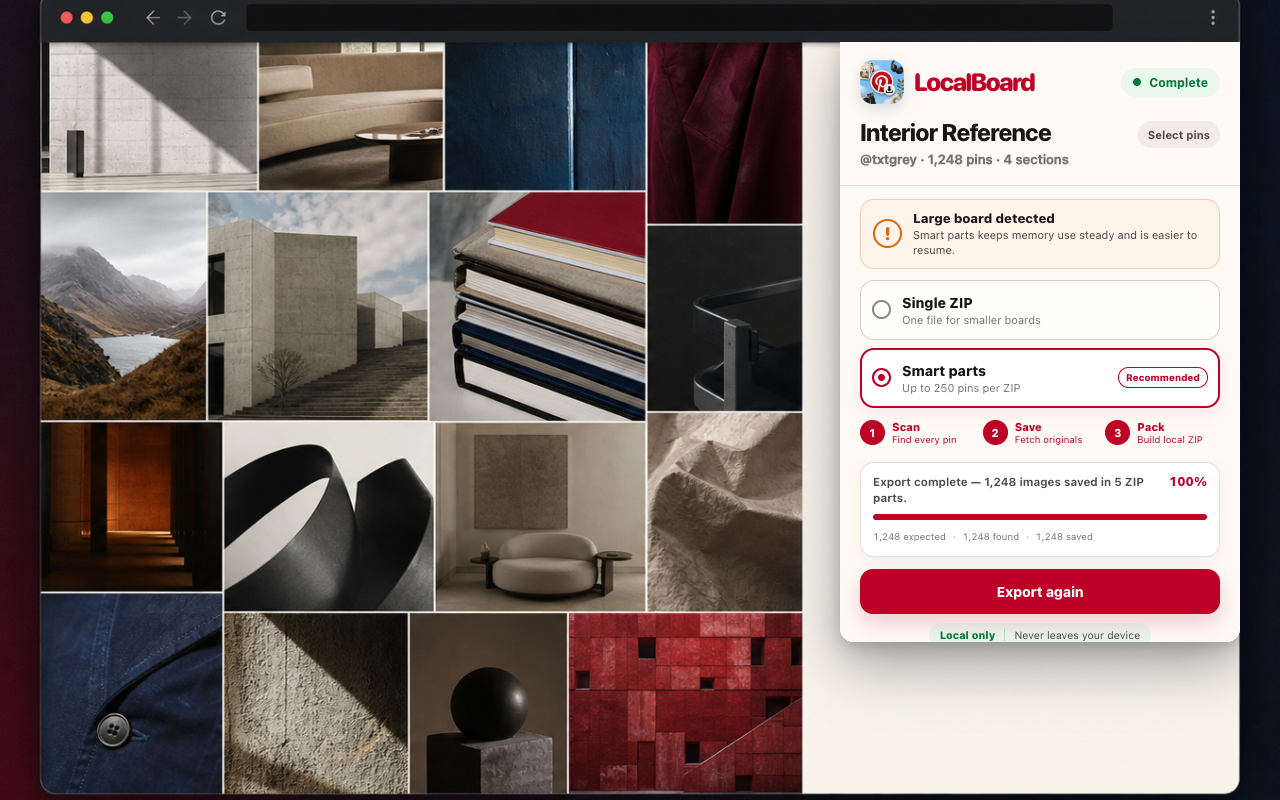 LocalBoard
Complete
Interior Reference
Select pins
@txtgrey · 1,248 pins · 4 sections
!
Large board detected
Smart parts keeps memory use steady and is easier to
resume.
Single ZIP
One file for smaller boards
Smart parts
Up to 250 pins per ZIP
Recommended
1
Scan
Find every pin
2
Save
Fetch originals
3
Pack
Build local ZIP
Export complete — 1,248 images saved in 5 ZIP
parts.
100%
1,248 expected · 1,248 found · 1,248 saved
Export again
Local only
Never leaves your device